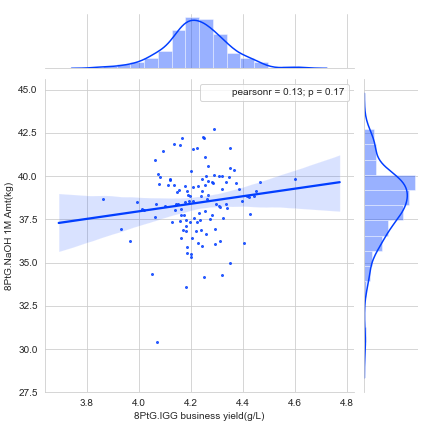 pearsonr = 0.13; p = 0.17
45.0
42.5
40.0
37.5
35.0
32.5
30.0
27.5
8PtG.NaOH 1M Amt(kg)
3.8 4.0 4.2 4.4 4.6 4.8
8PtG.IGG business yield(g/L)